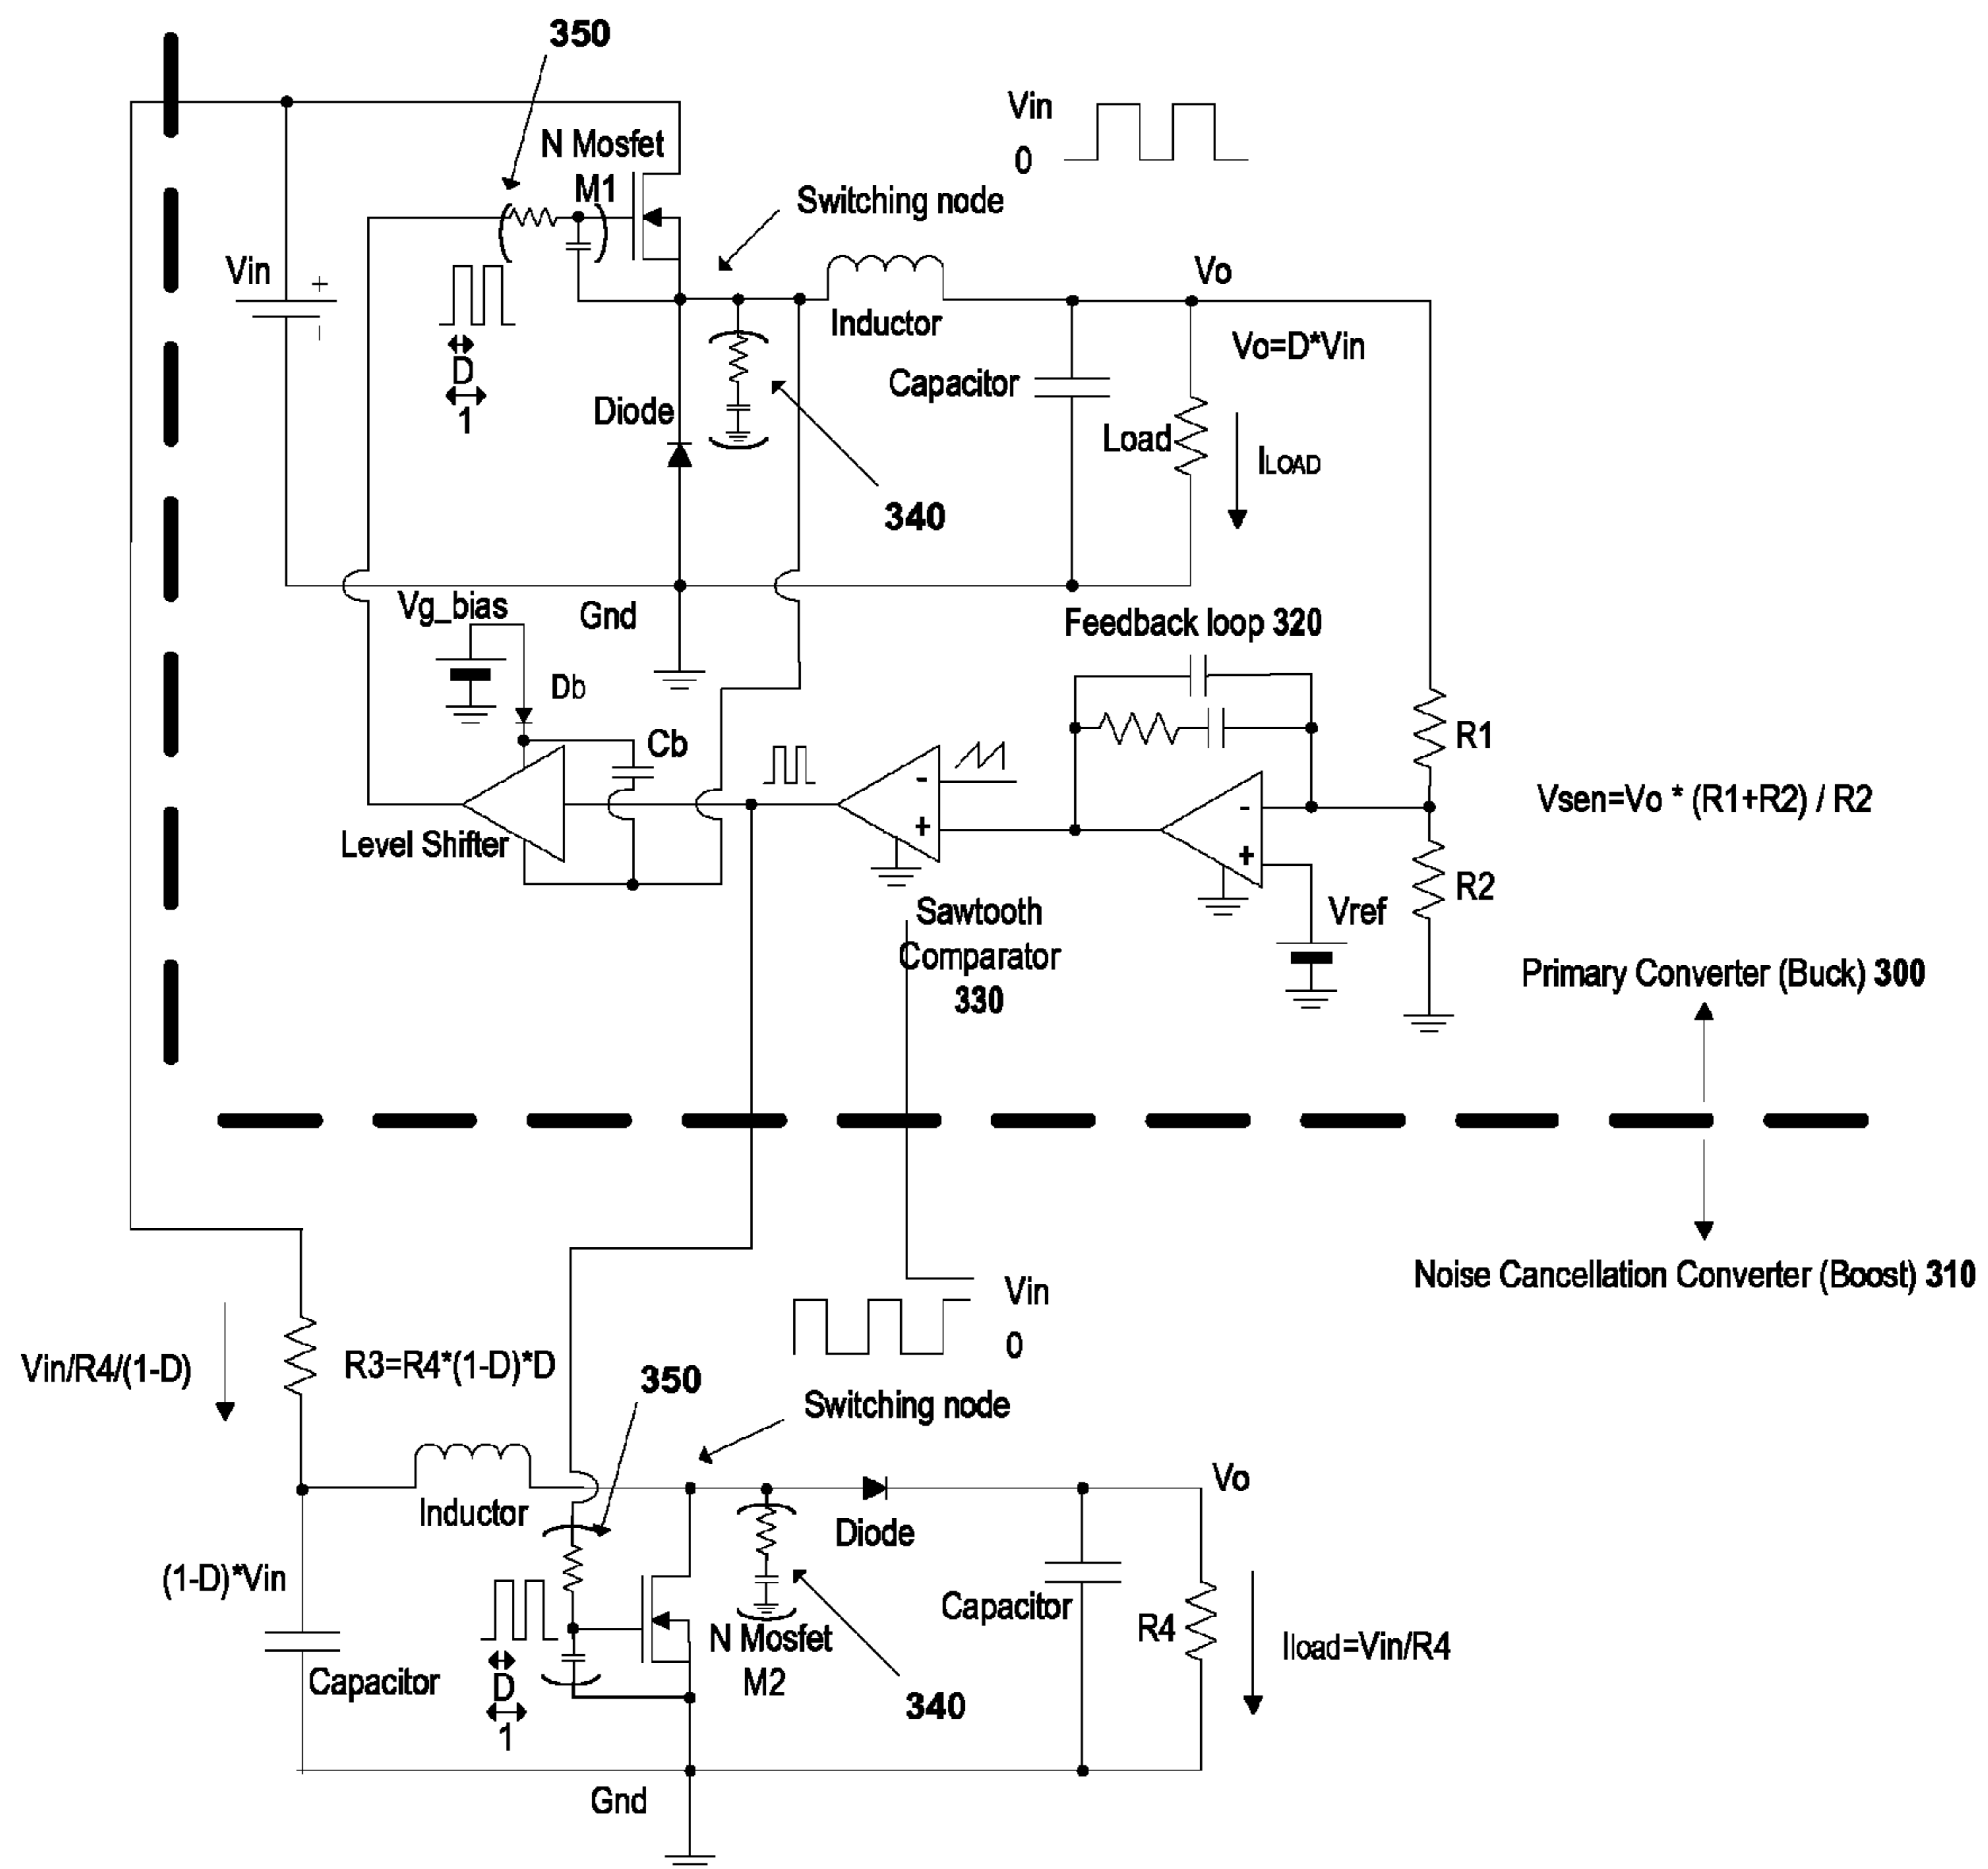 350
Vin
0
N Mosfet
M1
Switching node
Vin
+
-
D
1
Inductor
Vo
Vo=D*Vin
Capacitor
Diode
Load
ILOAD
340
Vg_bias
Gnd
Feedback loop 320
Db
Cb
R1
-
+
Level Shifter
-
+
Vsen=Vo * (R1+R2) / R2
R2
Vref
Sawtooth
Comparator
330
Primary Converter (Buck) 300
Noise Cancellation Converter (Boost) 310
Vin
0
Vin/R4/(1-D)
R3=R4*(1-D)*D
350
Switching node
Vo
Inductor
Diode
(1-D)*Vin
Capacitor
R4
Iload=Vin/R4
N Mosfet
M2
D
1
Capacitor
340
Gnd